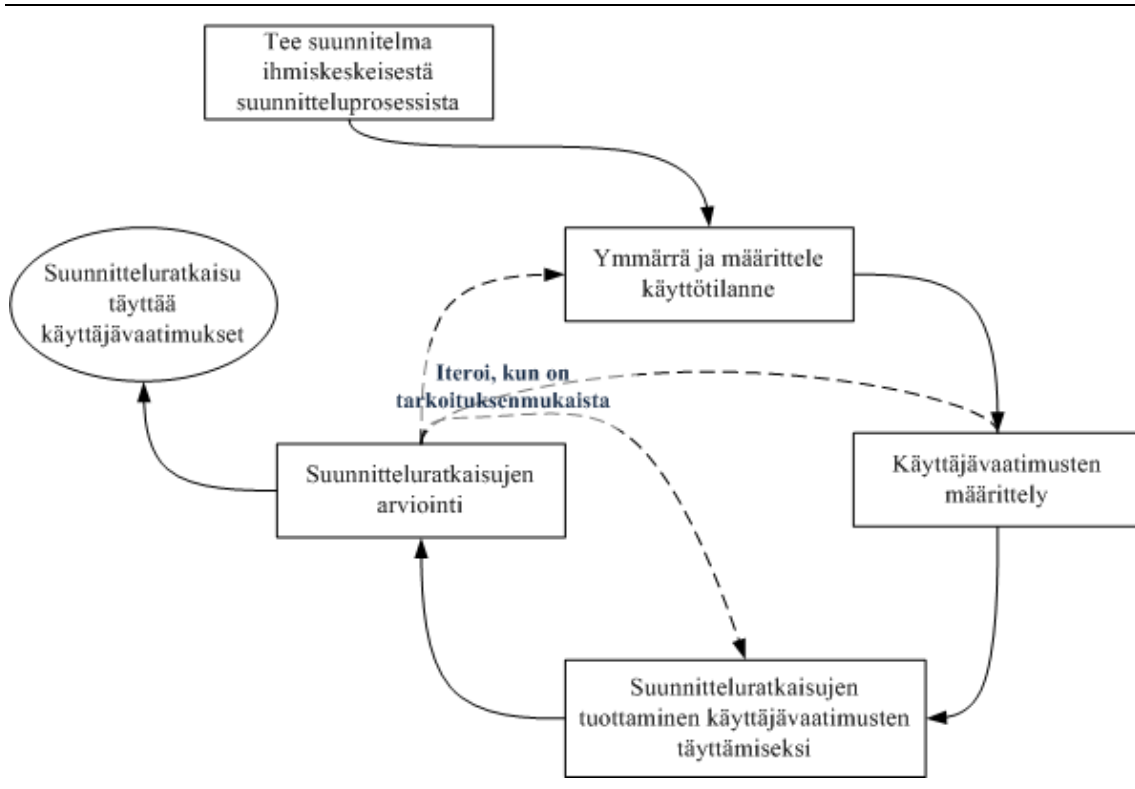 Tee suunnitelma
ihmiskeskeisestä
suunnitteluprosessista
Ymmärrä ja määrittele
käyttötilanne
Suunnitteluratkaisu
täyttää
käyttäjävaatimukset
Iteroi, kun on
tarkoituksenmukaista
Suunnitteluratkaisujen
arviointi
Käyttäjävaatimusten
määrittely
Suunnitteluratkaisujen
tuottaminen käyttäjävaatimusten
täyttämiseksi